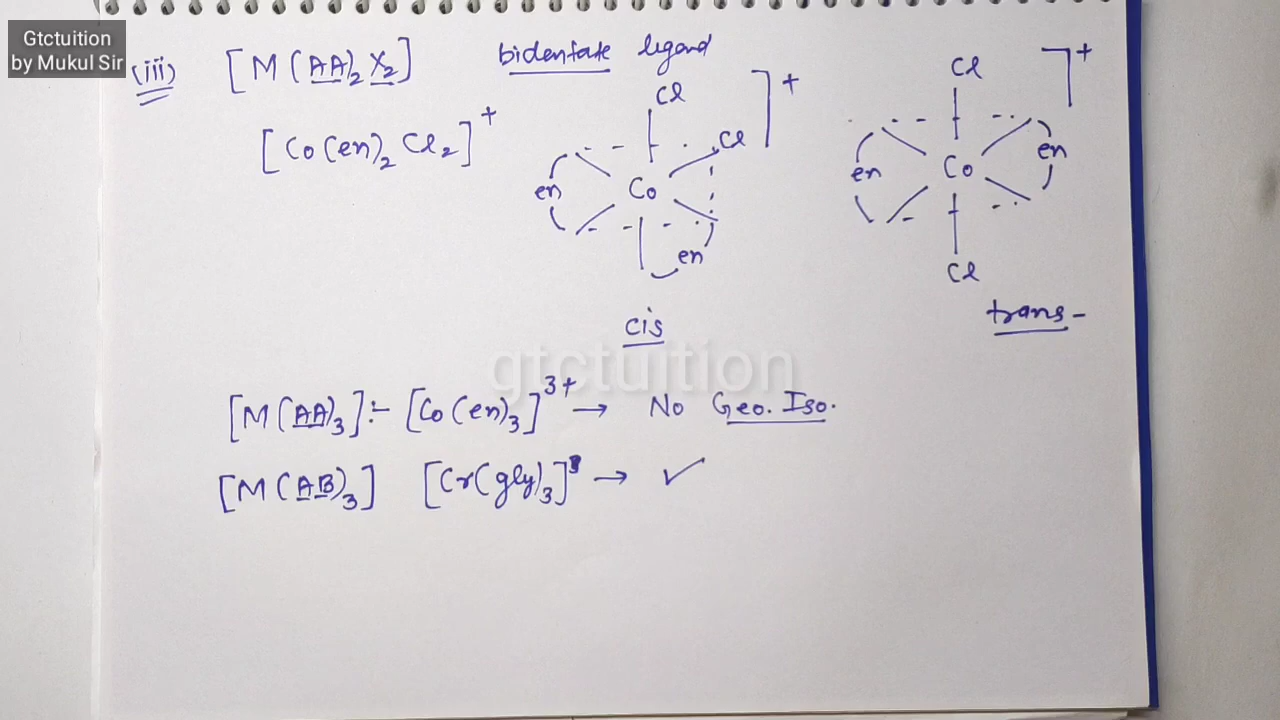 Gtctuition
by Mukul Sir
(iii) [M(AA)₂X₂] bidentate ligand
[Co(en)₂Cl₂]⁺
Cl
Cl
en
Co
en
]⁺
cis
Cl
en
Co
en
Cl
]⁺
trans-
gtctuition
[M(AA)₃]:- [Co(en)₃]³⁺ → No Geo. Iso.
[M(AB)₃] [Cr(gly)₃] → ✓